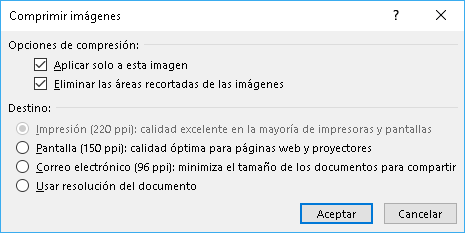 Comprimir imágenes
Opciones de compresión:
Aplicar solo a esta imagen
Eliminar las áreas recortadas de las imágenes
Destino:
Impresión (220 ppi): calidad excelente en la mayoría de impresoras y pantallas
Pantalla (150 ppi): calidad óptima para páginas web y proyectores
Correo electrónico (96 ppi): minimiza el tamaño de los documentos para compartir
Usar resolución del documento
Aceptar Cancelar